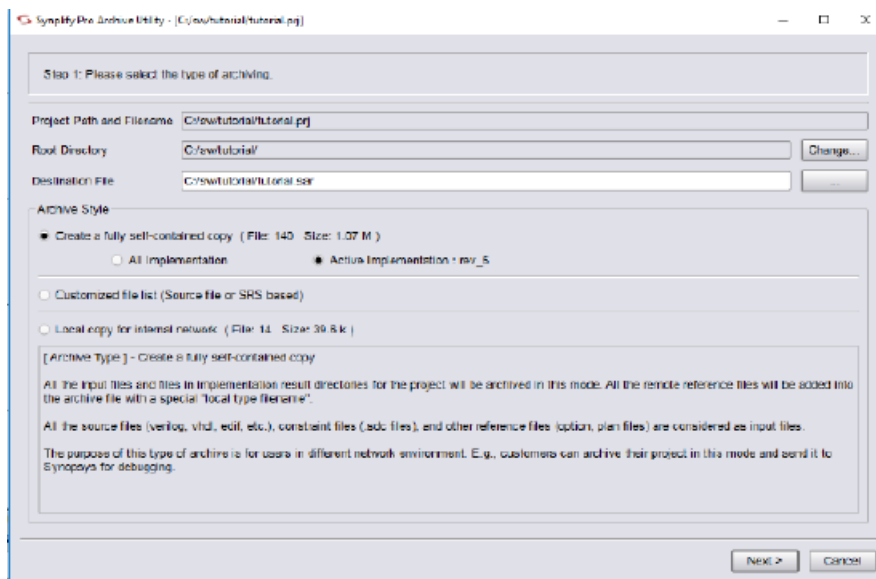 Synplify Pro Archive Utility - [C:/sw/tutorial/tutorial.prj]
Step 1: Please select the type of archiving.
Project Path and Filename C:/sw/tutorial/tutorial.prj
Root Directory C:/sw/tutorial/ Change...
Destination File C:/sw/tutorial/tutorial.sar ...
Archive Style
Create a fully self-contained copy ( File: 140 Size: 1.07 M )
All Implementation Active Implementation : rev_5
Customized file list (Source file or SRS based)
Local copy for internal network ( File: 14 Size: 39.6 k )
[ Archive Type ] - Create a fully self-contained copy
All the input files and files in implementation result directories for the project will be archived in this mode. All the remote reference files will be added into
the archive file with a special "local type filename".
All the source files (verilog, vhdl, edif, etc.), constraint files (.sdc files), and other reference files (option, plan files) are considered as input files.
The purpose of this type of archive is for users in different network environment. E.g., customers can archive their project in this mode and send it to
Synopsys for debugging.
Next > Cancel